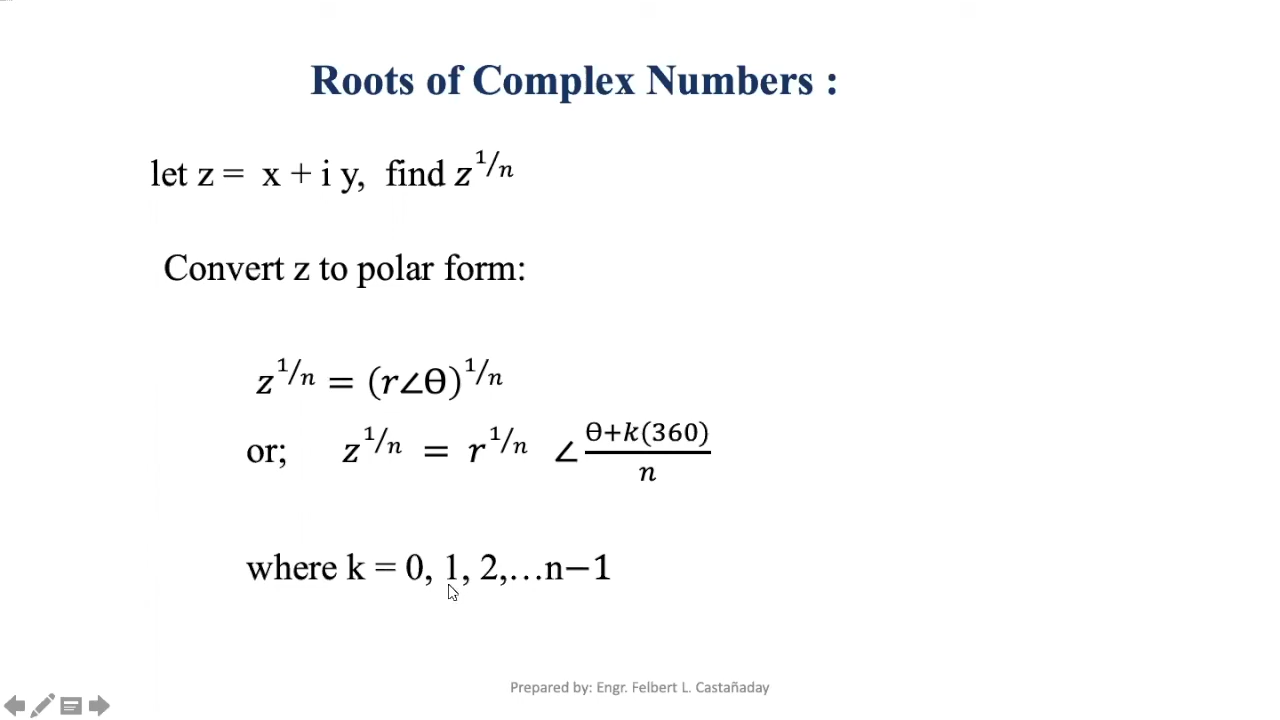 Roots of Complex Numbers :
let z = x + i y, find z^1/n
Convert z to polar form:
z^1/n = (r∠θ)^1/n
or; z^1/n = r^1/n ∠ θ+k(360)/n
where k = 0, 1, 2,…n−1
Prepared by: Engr. Felbert L. Castañaday